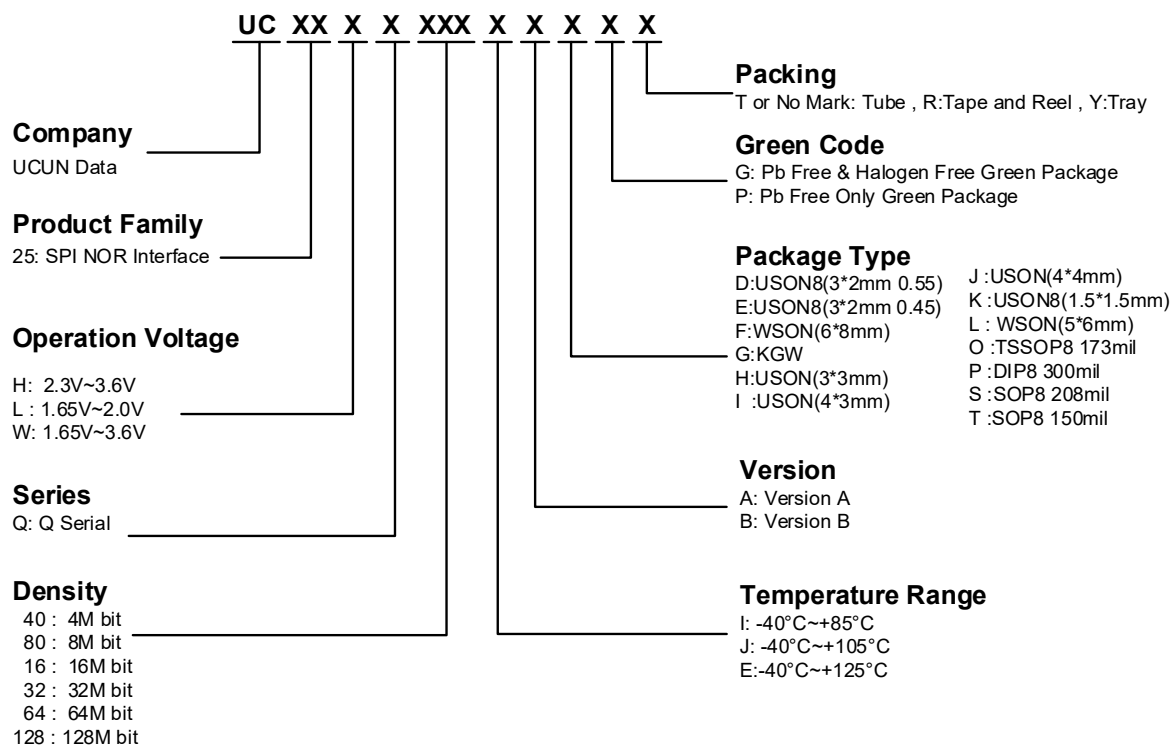 UC XX X X XXX X X X X X
Company
UCUN Data
Product Family
25: SPI NOR Interface
Operation Voltage
H: 2.3V~3.6V
L : 1.65V~2.0V
W: 1.65V~3.6V
Series
Q: Q Serial
Density
40 : 4M bit
80 : 8M bit
16 : 16M bit
32 : 32M bit
64 : 64M bit
128 : 128M bit
Packing
T or No Mark: Tube , R:Tape and Reel , Y:Tray
Green Code
G: Pb Free & Halogen Free Green Package
P: Pb Free Only Green Package
Package Type
D:USON8(3*2mm 0.55)
E:USON8(3*2mm 0.45)
F:WSON(6*8mm)
G:KGW
H:USON(3*3mm)
I :USON(4*3mm)
J :USON(4*4mm)
K :USON8(1.5*1.5mm)
L : WSON(5*6mm)
O :TSSOP8 173mil
P :DIP8 300mil
S :SOP8 208mil
T :SOP8 150mil
Version
A: Version A
B: Version B
Temperature Range
I: -40°C~+85°C
J: -40°C~+105°C
E:-40°C~+125°C